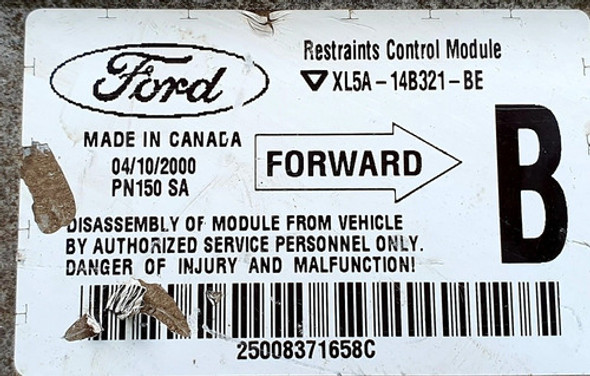 Ford
Restraints Control Module
XL5A-14B321-BE
MADE IN CANADA
04/10/2000
PN150 SA
FORWARD
B
DISASSEMBLY OF MODULE FROM VEHICLE
BY AUTHORIZED SERVICE PERSONNEL ONLY.
DANGER OF INJURY AND MALFUNCTION!
25008371658C